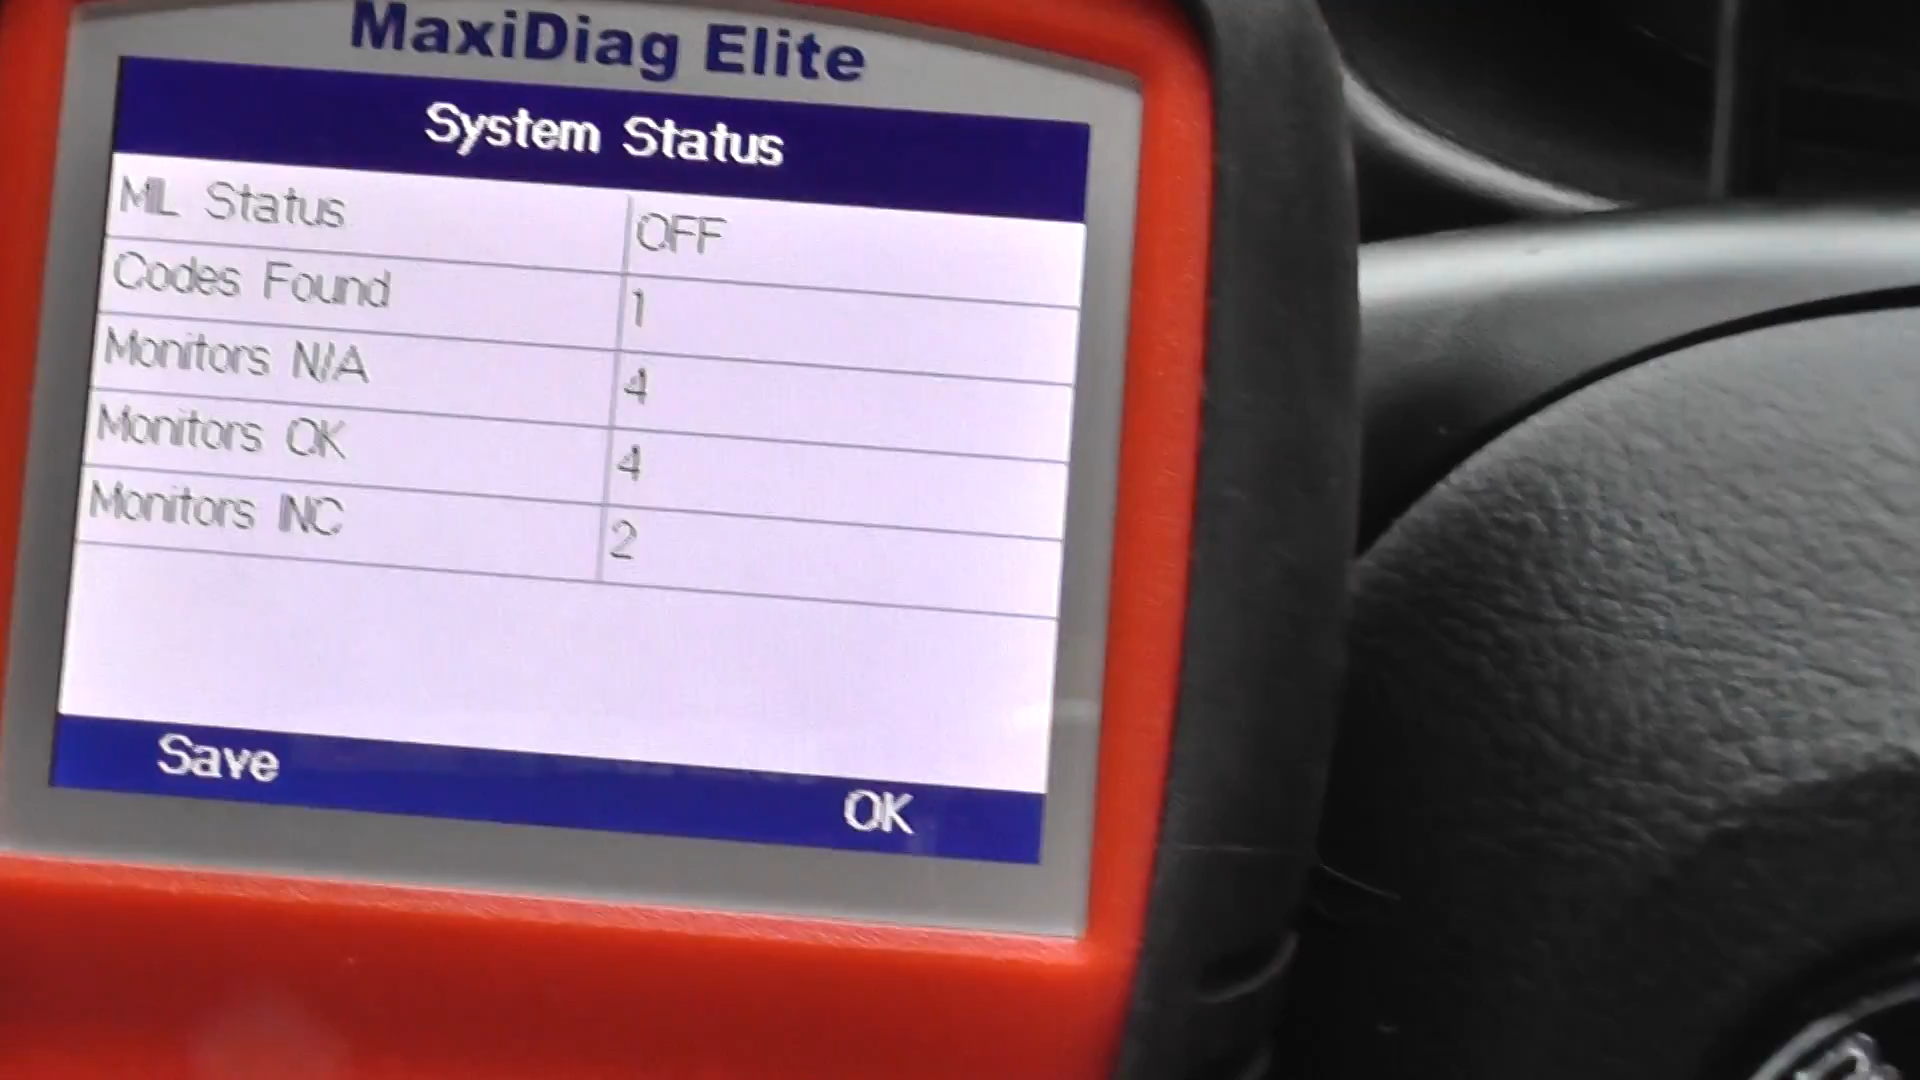 MaxiDiag Elite
System Status
MIL Status OFF
Codes Found 1
Monitors N/A 4
Monitors OK 4
Monitors INC 2
Save OK